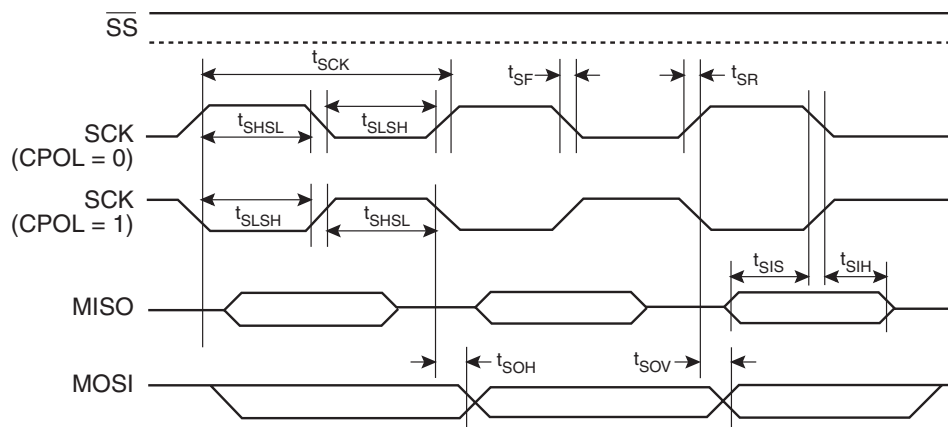 SS
tSCK
tSF
tSR
SCK
(CPOL = 0)
tSHSL
tSLSH
SCK
(CPOL = 1)
tSLSH
tSHSL
tSIS
tSIH
MISO
tSOH
tSOV
MOSI